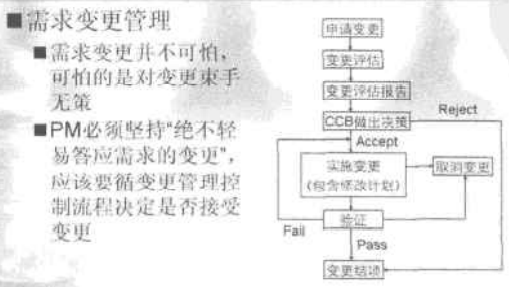 ■需求变更管理
■需求变更并不可怕，
可怕的是对变更束手
无策
■PM必须坚持“绝不轻
易答应需求的变更”，
应该要循变更管理控
制流程决定是否接受
变更
申请变更
变更评估
变更评估报告
CCB做出决策
Reject
Accept
实施变更
(包含修改计划)
取消变更
验证
Fail
Pass
变更结项